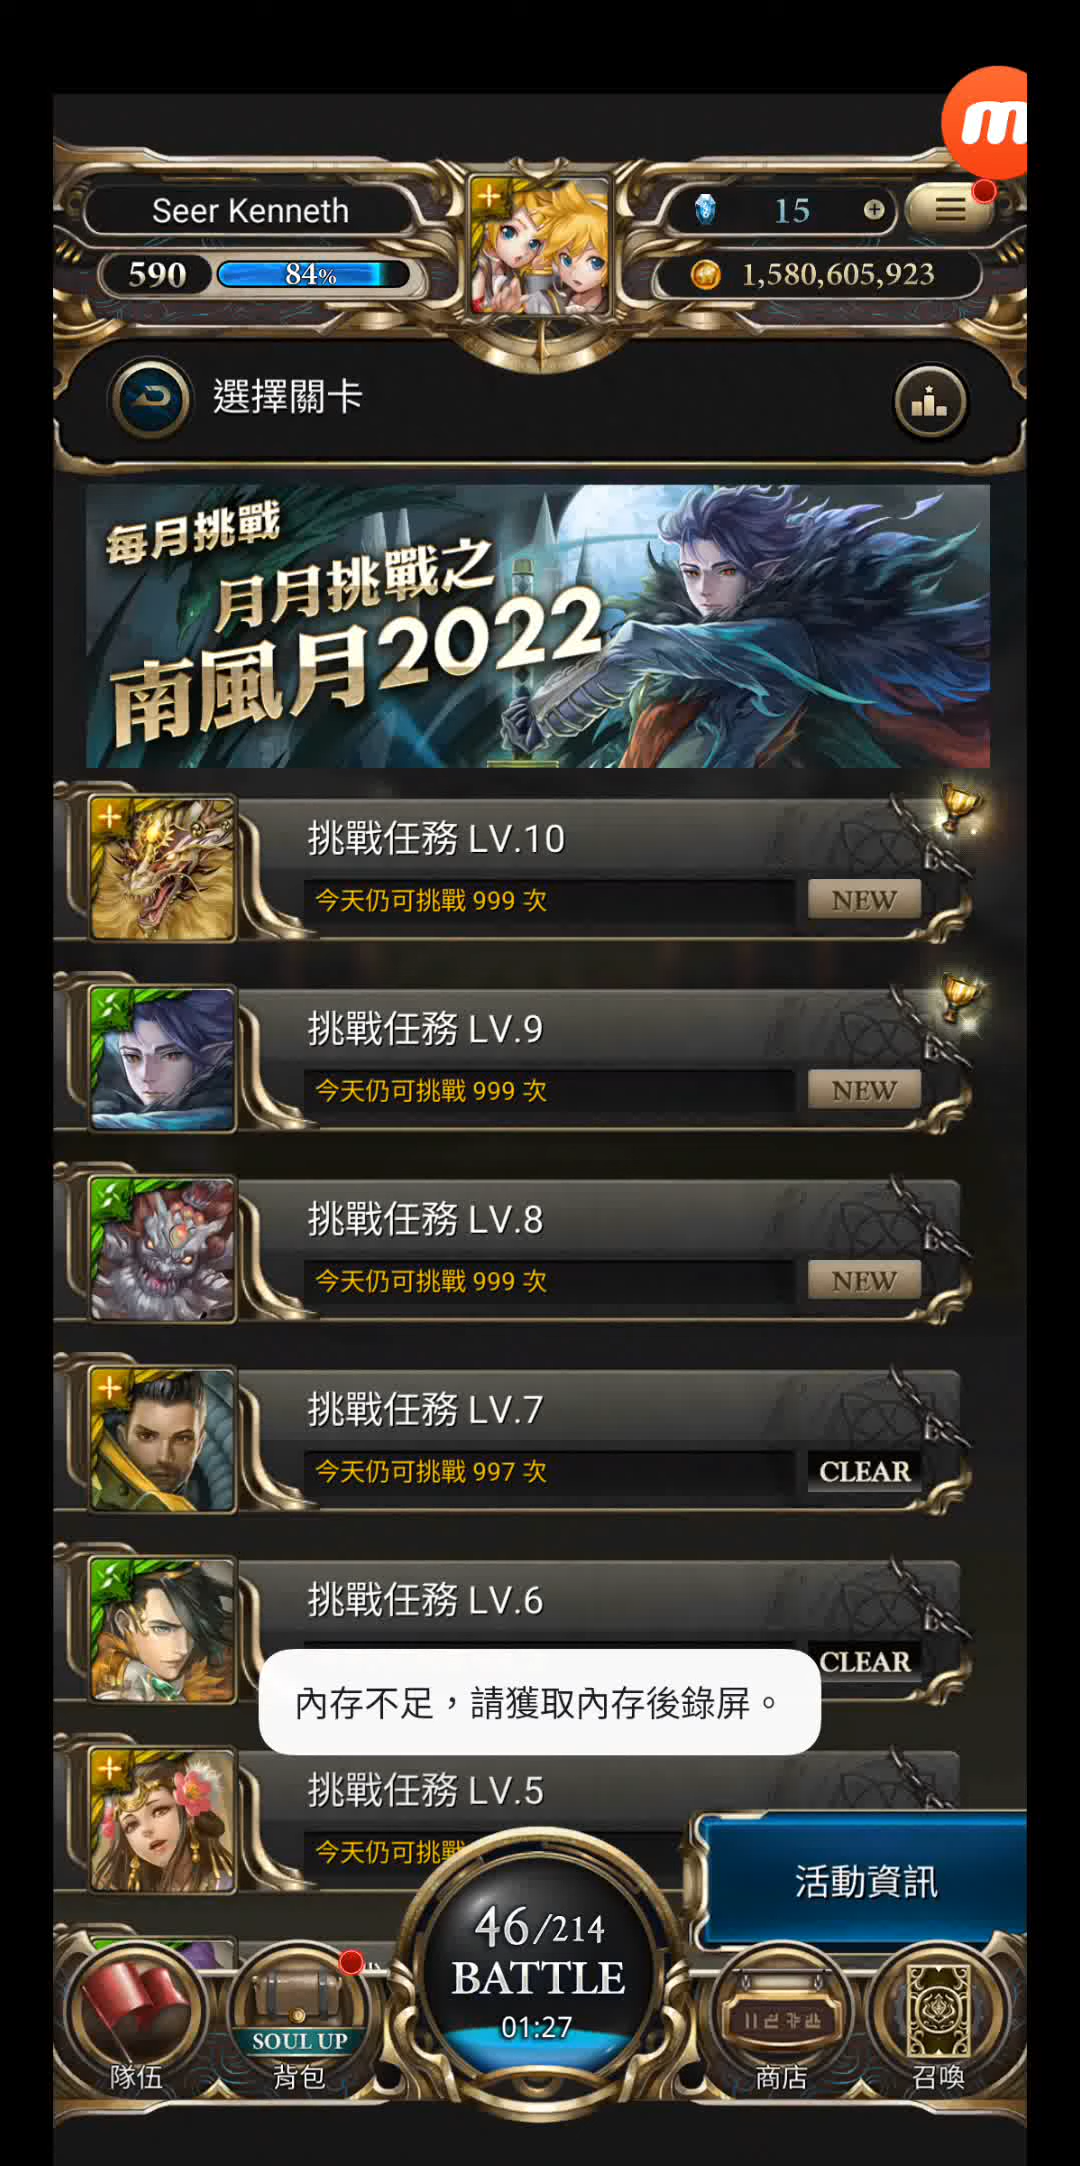 m
Seer Kenneth
15
590
84%
1,580,605,923
選擇關卡
每月挑戰
月月挑戰之
南風月2022
挑戰任務 LV.10
今天仍可挑戰 999 次
NEW
挑戰任務 LV.9
今天仍可挑戰 999 次
NEW
挑戰任務 LV.8
今天仍可挑戰 999 次
NEW
挑戰任務 LV.7
今天仍可挑戰 997 次
CLEAR
挑戰任務 LV.6
CLEAR
內存不足，請獲取內存後錄屏。
挑戰任務 LV.5
今天仍可挑戰
活動資訊
46/214
BATTLE
01:27
SOUL UP
隊伍
背包
商店
召喚